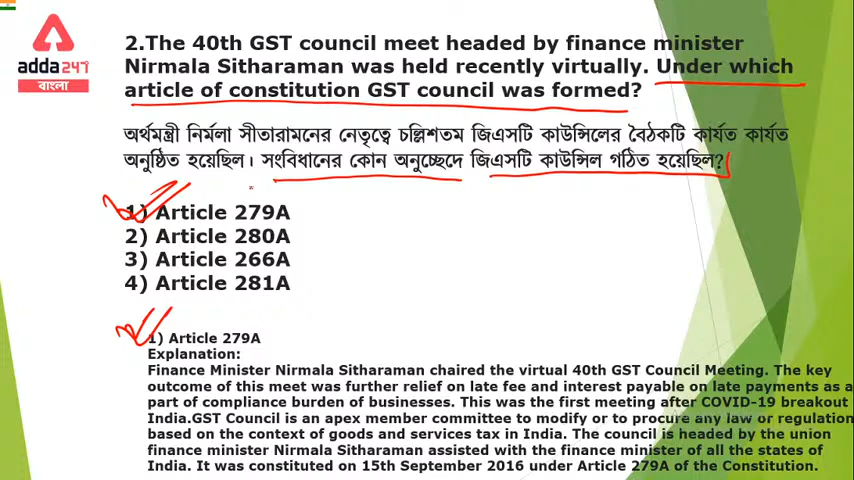 adda247
বাংলা
2.The 40th GST council meet headed by finance minister
Nirmala Sitharaman was held recently virtually. Under which
article of constitution GST council was formed?
অর্থমন্ত্রী নির্মলা সীতারামনের নেতৃত্বে চল্লিশতম জিএসটি কাউন্সিলের বৈঠকটি কার্যত কার্যত
অনুষ্ঠিত হয়েছিল। সংবিধানের কোন অনুচ্ছেদে জিএসটি কাউন্সিল গঠিত হয়েছিল?
1) Article 279A
2) Article 280A
3) Article 266A
4) Article 281A
1) Article 279A
Explanation:
Finance Minister Nirmala Sitharaman chaired the virtual 40th GST Council Meeting. The key
outcome of this meet was further relief on late fee and interest payable on late payments as a
part of compliance burden of businesses. This was the first meeting after COVID-19 breakout
India.GST Council is an apex member committee to modify or to procure any law or regulation
based on the context of goods and services tax in India. The council is headed by the union
finance minister Nirmala Sitharaman assisted with the finance minister of all the states of
India. It was constituted on 15th September 2016 under Article 279A of the Constitution.